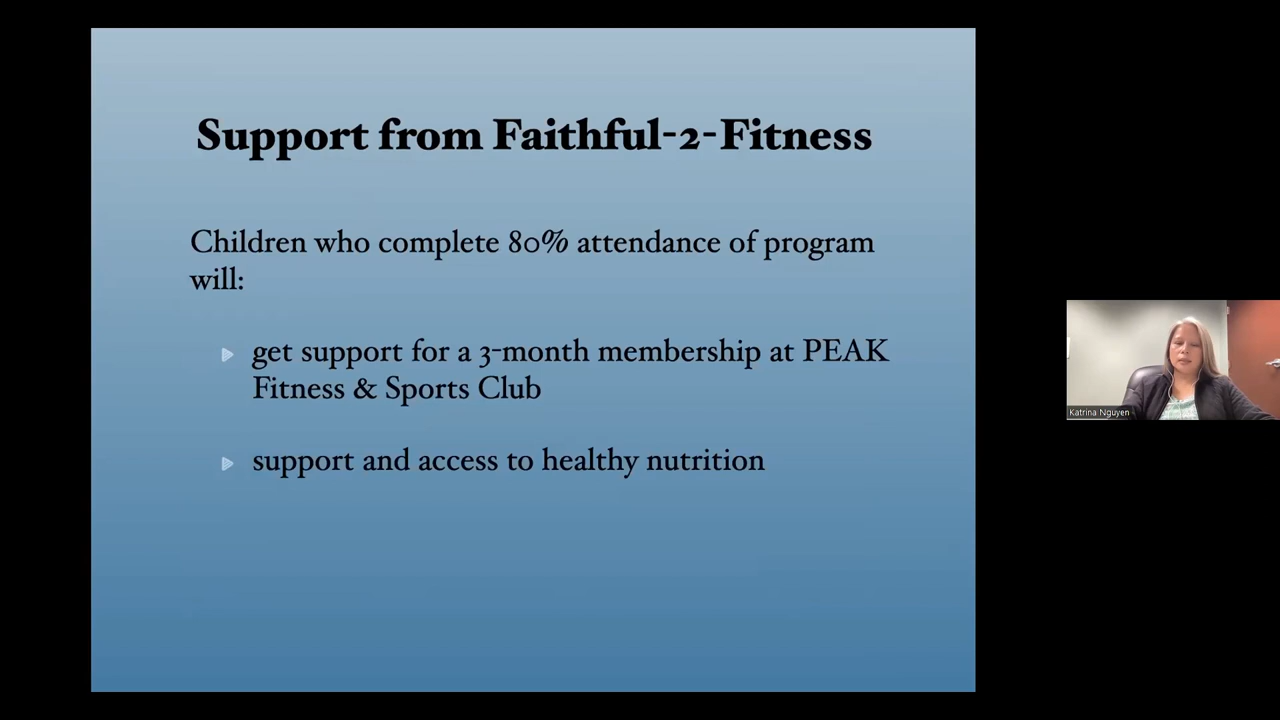 Support from Faithful-2-Fitness
Children who complete 80% attendance of program
will:
get support for a 3-month membership at PEAK
Fitness & Sports Club
support and access to healthy nutrition
Katrina Nguyen